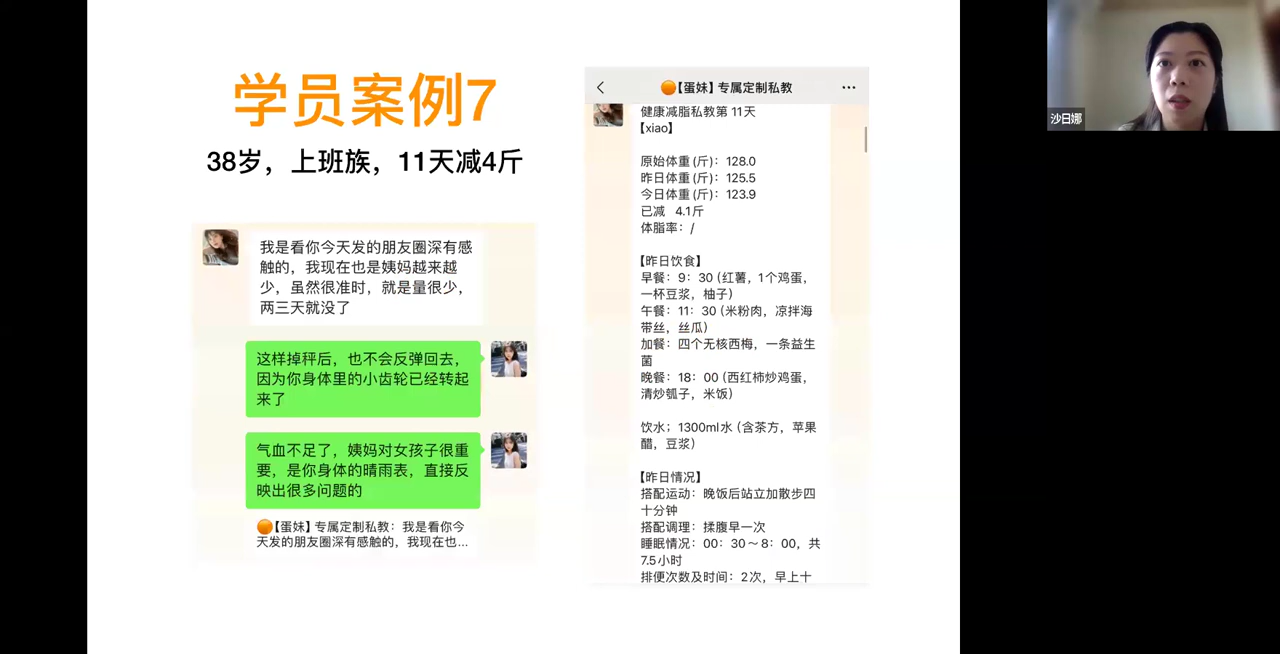 学员案例7
38岁，上班族，11天减4斤
我是看你今天发的朋友圈深有感
触的，我现在也是姨妈越来越
少，虽然很准时，就是量很少，
两三天就没了
这样掉秤后，也不会反弹回去，
因为你身体里的小齿轮已经转起
来了
气血不足了，姨妈对女孩子很重
要，是你身体的晴雨表，直接反
映出很多问题的
【蛋妹】专属定制私教：我是看你今
天发的朋友圈深有感触的，我现在也...
【蛋妹】专属定制私教
健康减脂私教第 11天
【xiao】
原始体重(斤)：128.0
昨日体重(斤)：125.5
今日体重(斤)：123.9
已减 4.1斤
体脂率：/
【昨日饮食】
早餐：9：30 (红薯，1个鸡蛋，
一杯豆浆，柚子)
午餐：11：30 (米粉肉，凉拌海
带丝，丝瓜)
加餐：四个无核西梅，一条益生
菌
晚餐：18：00 (西红柿炒鸡蛋，
清炒瓠子，米饭)
饮水；1300ml水 (含茶方，苹果
醋，豆浆)
【昨日情况】
搭配运动：晚饭后站立加散步四
十分钟
搭配调理：揉腹早一次
睡眠情况：00：30～8：00，共
7.5小时
排便次数及时间：2次，早上十
沙日娜